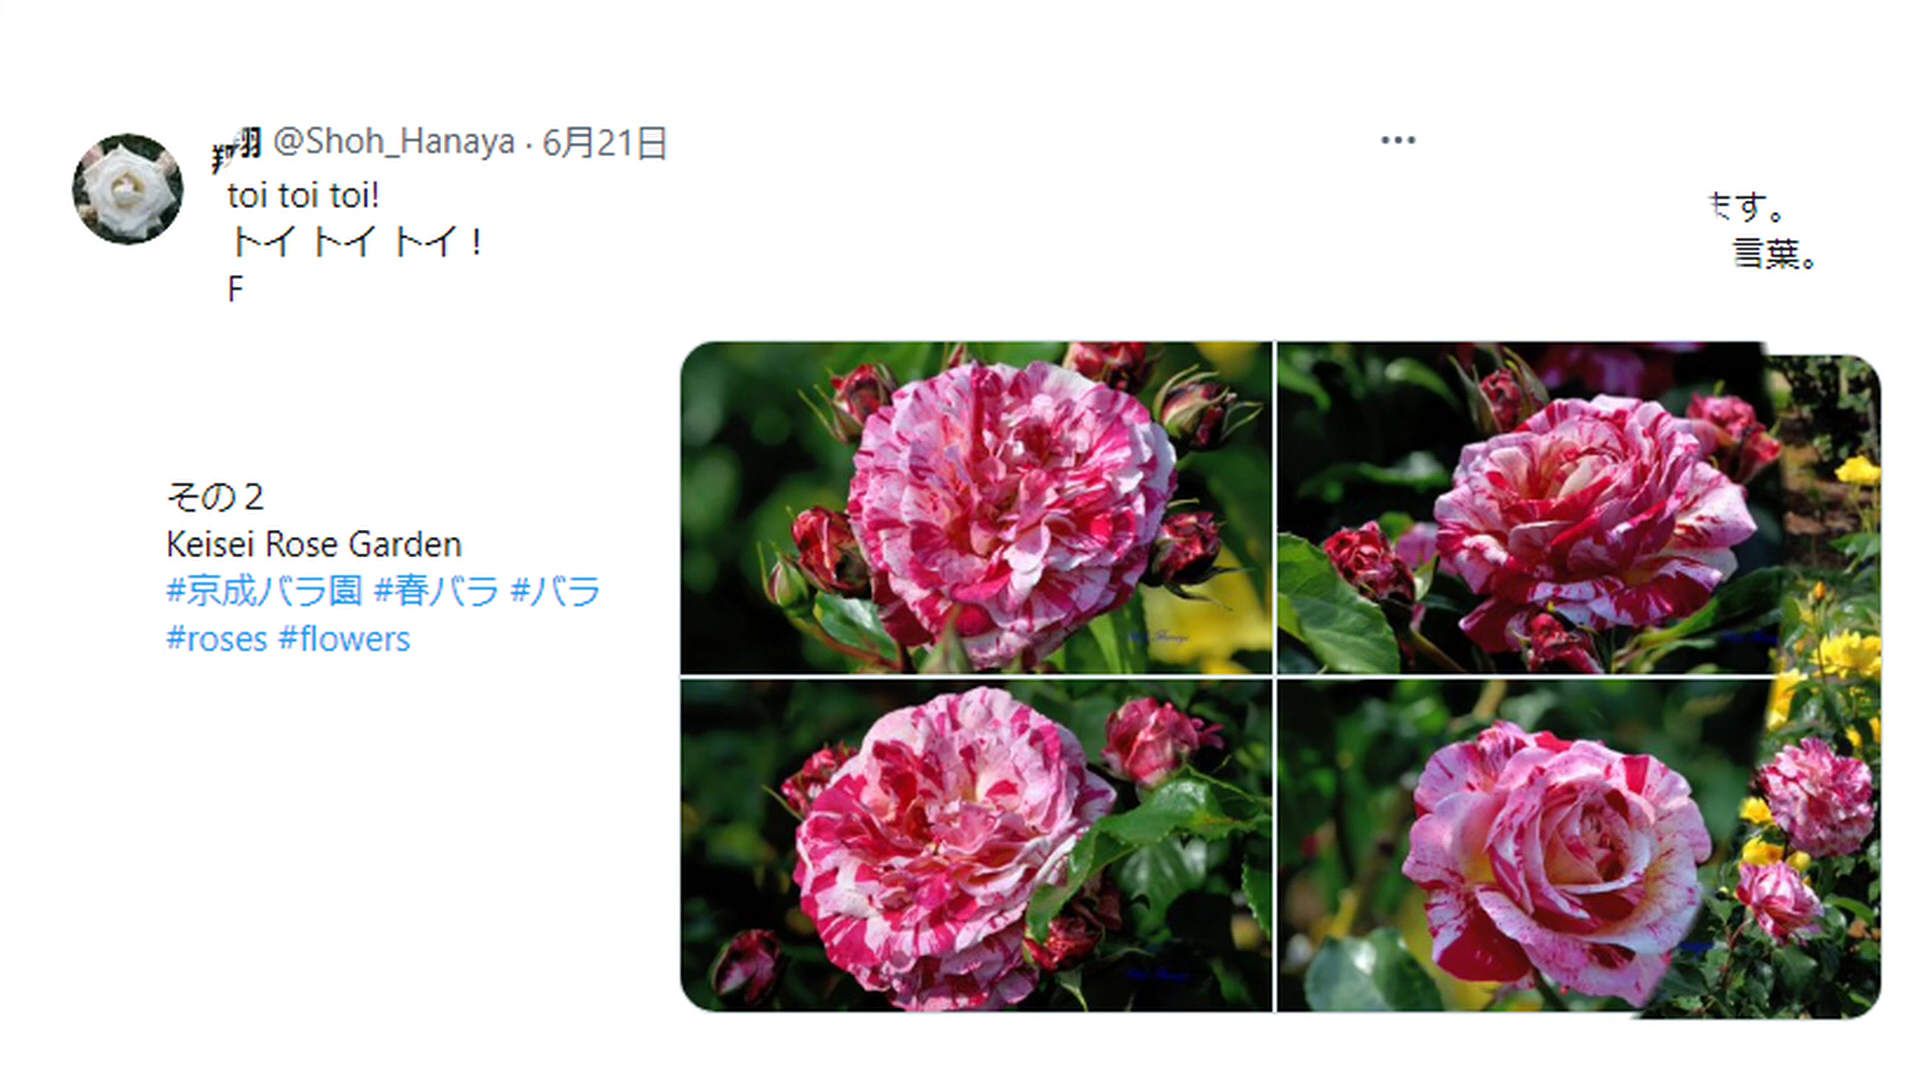 翔 @Shoh_Hanaya · 6月21日
toi toi toi!
トイ トイ トイ！
F
ます。
言葉。
その２
Keisei Rose Garden
#京成バラ園 #春バラ #バラ
#roses #flowers